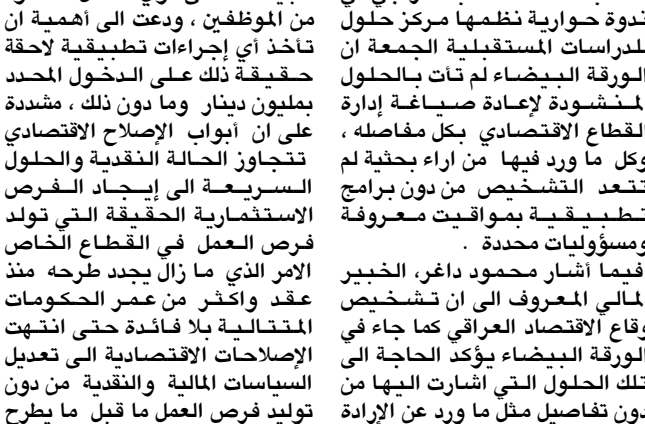 ندوة حوارية نظمها مركز حلول
للدراسات المستقبلية الجمعة ان
الورقة البيضاء لم تأت بالحلول
المنشودة لإعادة صياغة إدارة
القطاع الاقتصادي بكل مفاصله ،
وكل ما ورد فيها من اراء بحثية لم
تتعد التشخيص من دون برامج
تطبيقية بمواقيت معروفة
ومسؤوليات محددة .
فيما أشار محمود داغر، الخبير
المالي المعروف الى ان تشخيص
وقاع الاقتصاد العراقي كما جاء في
الورقة البيضاء يؤكد الحاجة الى
تلك الحلول التي اشارت اليها من
دون تفاصيل مثل ما ورد عن الإرادة
من الموظفين ، ودعت الى أهمية ان
تأخذ أي إجراءات تطبيقية لاحقة
حقيقة ذلك على الدخول المحدد
بمليون دينار وما دون ذلك ، مشددة
على ان أبواب الإصلاح الاقتصادي
تتجاوز الحالة النقدية والحلول
السريعة الى إيجاد الفرص
الاستثمارية الحقيقة التي تولد
فرص العمل في القطاع الخاص
الامر الذي ما زال يجدد طرحه منذ
عقد واكثر من عمر الحكومات
المتتالية بلا فائدة حتى انتهت
الإصلاحات الاقتصادية الى تعديل
السياسات المالية والنقدية من دون
توليد فرص العمل ما قبل ما يطرح